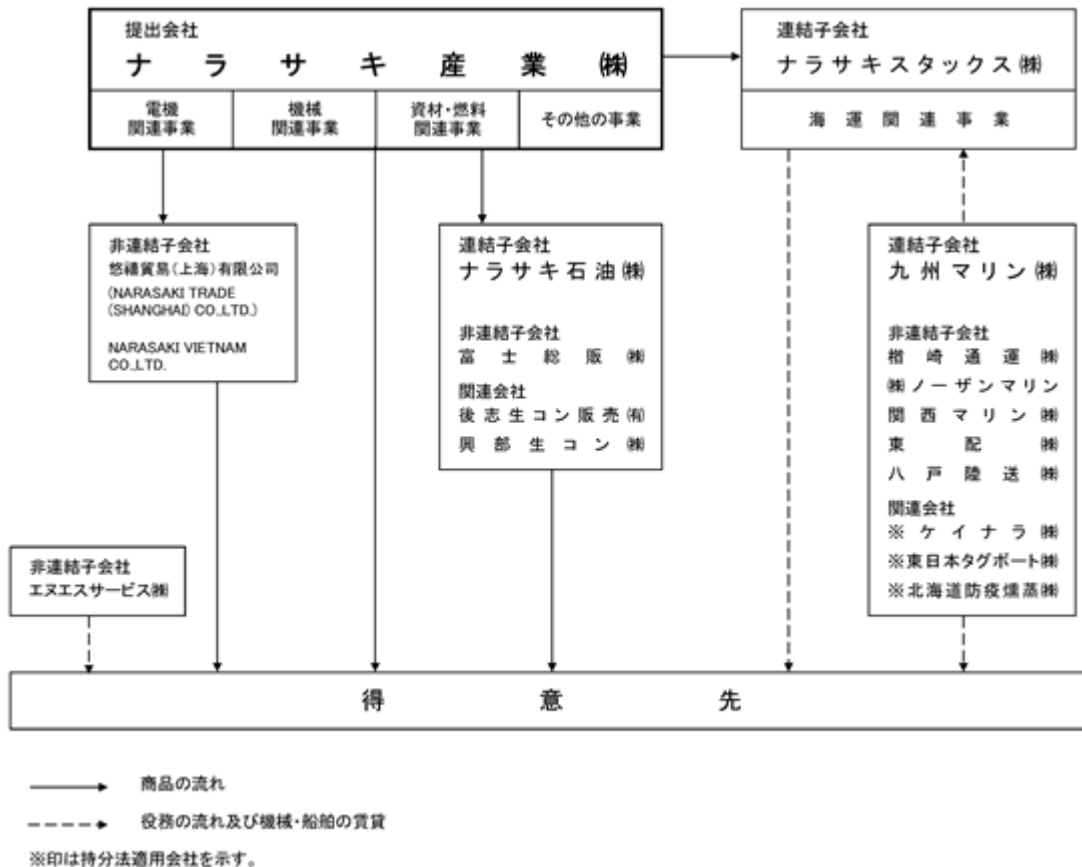 提出会社
ナラサキ産業㈱
電機
関連事業
機械
関連事業
資材・燃料
関連事業
その他の事業
連結子会社
ナラサキスタックス㈱
海運関連事業
非連結子会社
悠禧貿易(上海)有限公司
(NARASAKI TRADE
(SHANGHAI) CO.,LTD.)
NARASAKI VIETNAM
CO.,LTD.
連結子会社
ナラサキ石油㈱
非連結子会社
富士総販㈱
関連会社
後志生コン販売㈲
興部生コン㈱
連結子会社
九州マリン㈱
非連結子会社
楢崎通運㈱
㈱ノーザンマリン
関西マリン㈱
東配㈱
八戸陸送㈱
関連会社
※ケイナラ㈱
※東日本タグボート㈱
※北海道防疫燻蒸㈱
非連結子会社
エヌエスサービス㈱
得意先
商品の流れ
役務の流れ及び機械・船舶の賃貸
※印は持分法適用会社を示す。